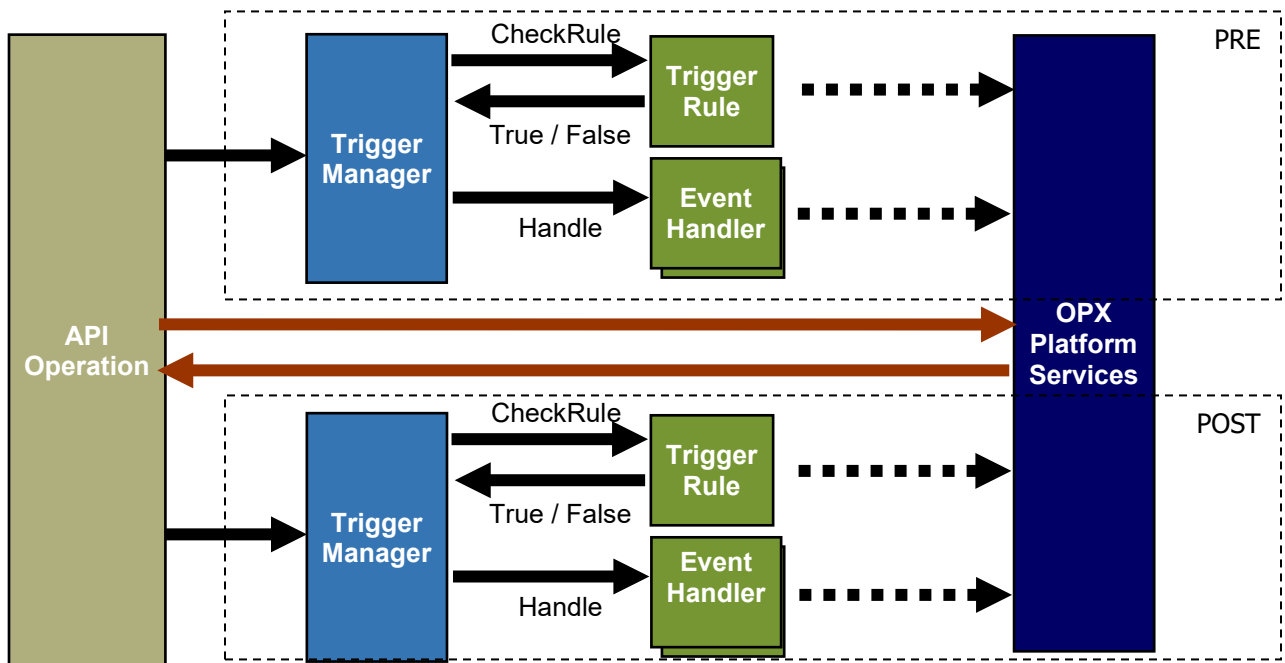 PRE
CheckRule
Trigger
Rule
True / False
Trigger
Manager
Event
Handler
Handle
API
Operation
OPX
Platform
Services
POST
CheckRule
Trigger
Rule
True / False
Trigger
Manager
Event
Handler
Handle